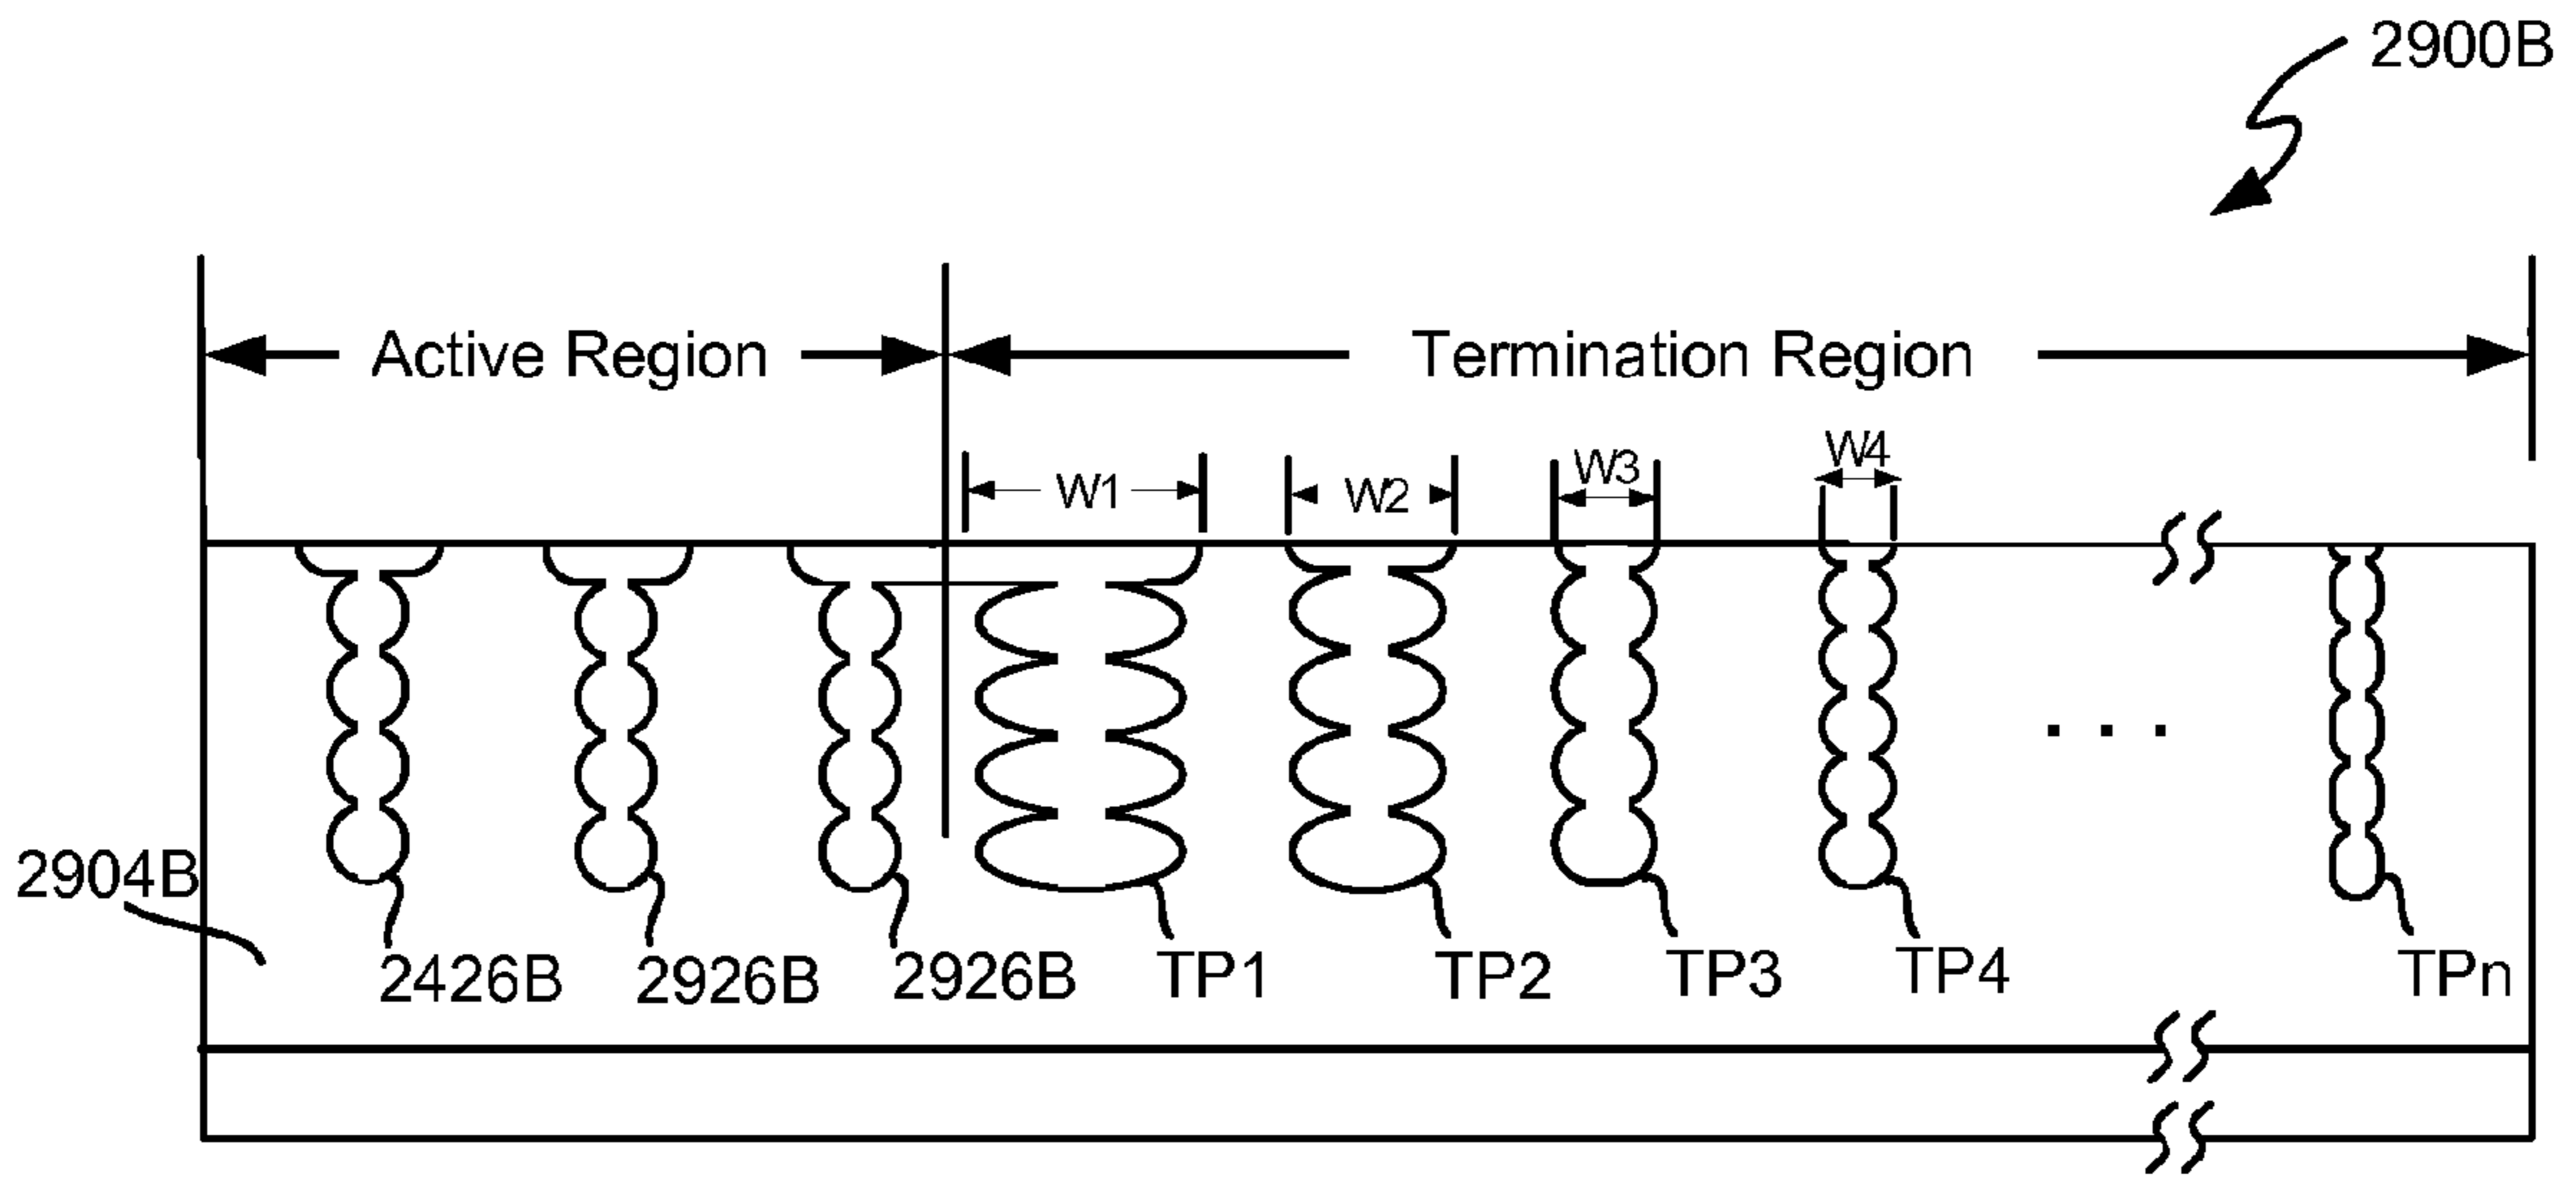 2900B
Active Region
Termination Region
W1
W2
W3
W4
2904B
2426B
2926B
2926B
TP1
TP2
TP3
TP4
. . .
TPn